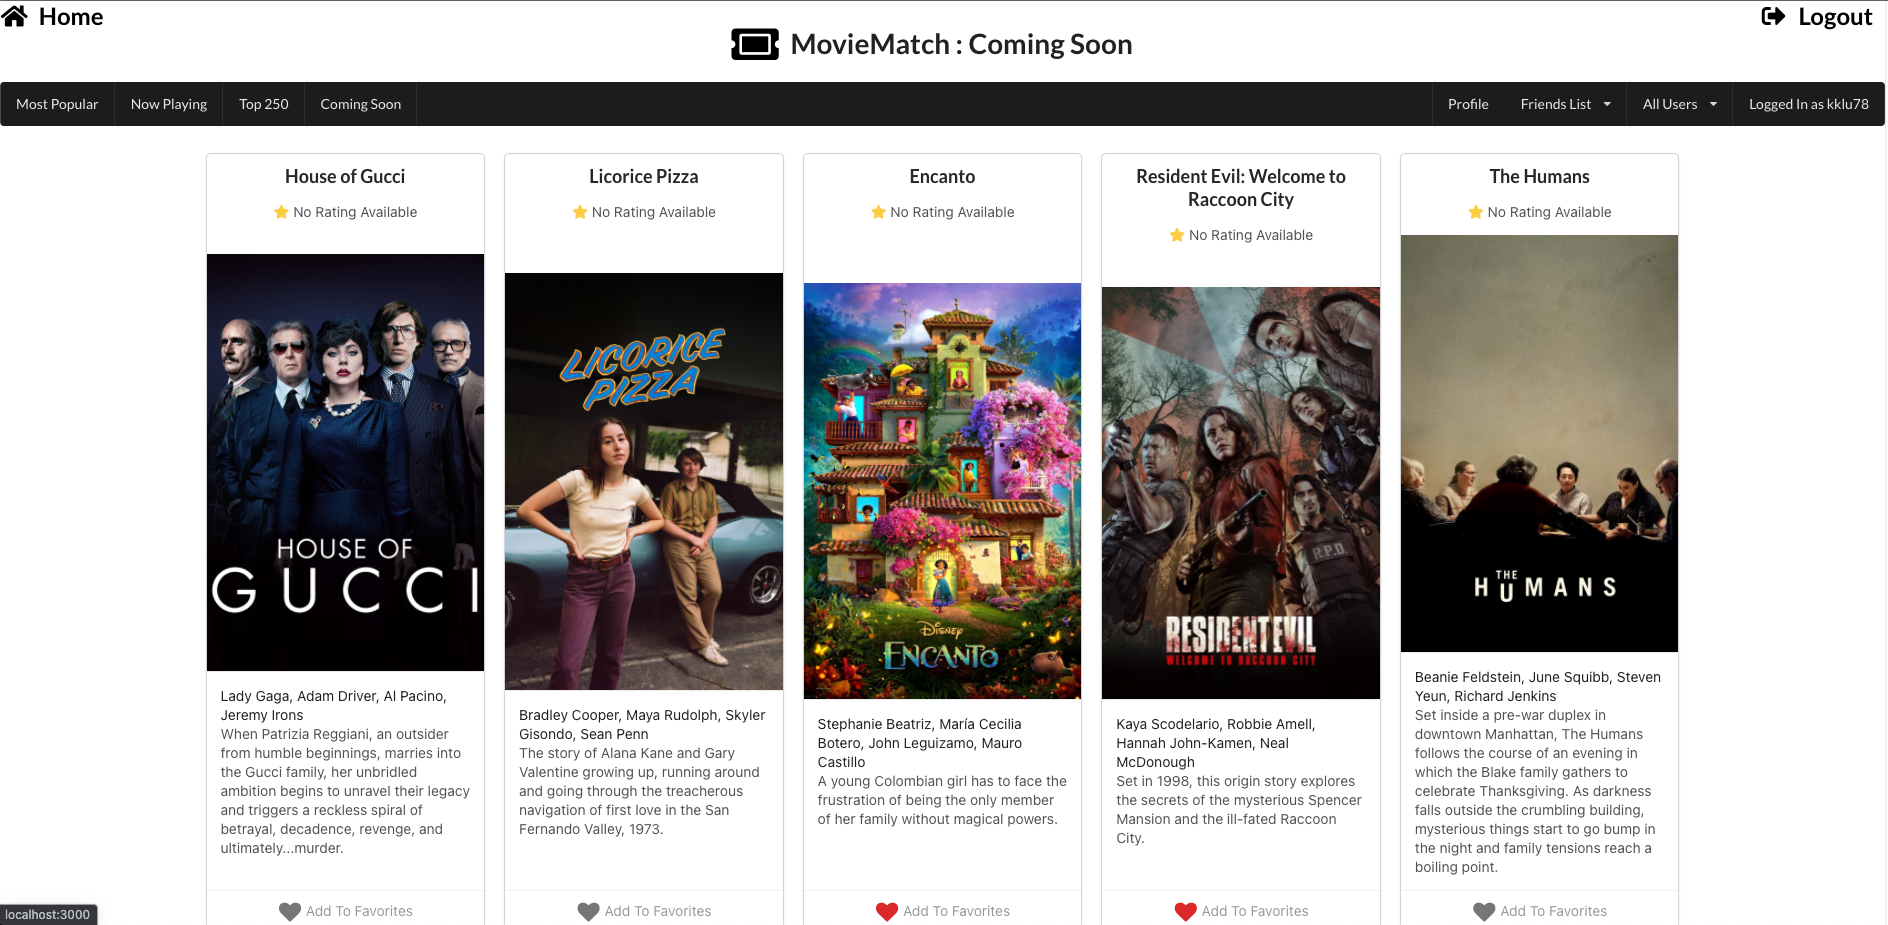 Home
Logout
MovieMatch : Coming Soon
Most Popular
Now Playing
Top 250
Coming Soon
Profile
Friends List
All Users
Logged In as kklu78
House of Gucci
No Rating Available
HOUSE OF
GUCCI
Lady Gaga, Adam Driver, Al Pacino,
Jeremy Irons
When Patrizia Reggiani, an outsider
from humble beginnings, marries into
the Gucci family, her unbridled
ambition begins to unravel their legacy
and triggers a reckless spiral of
betrayal, decadence, revenge, and
ultimately...murder.
Add To Favorites
Licorice Pizza
No Rating Available
LICORICE
PIZZA
Bradley Cooper, Maya Rudolph, Skyler
Gisondo, Sean Penn
The story of Alana Kane and Gary
Valentine growing up, running around
and going through the treacherous
navigation of first love in the San
Fernando Valley, 1973.
Add To Favorites
Encanto
No Rating Available
Disney
ENCANTO
Stephanie Beatriz, María Cecilia
Botero, John Leguizamo, Mauro
Castillo
A young Colombian girl has to face the
frustration of being the only member
of her family without magical powers.
Add To Favorites
Resident Evil: Welcome to
Raccoon City
No Rating Available
R.P.D.
RESIDENT EVIL
WELCOME TO RACCOON CITY
Kaya Scodelario, Robbie Amell,
Hannah John-Kamen, Neal
McDonough
Set in 1998, this origin story explores
the secrets of the mysterious Spencer
Mansion and the ill-fated Raccoon
City.
Add To Favorites
The Humans
No Rating Available
THE
HUMANS
Beanie Feldstein, June Squibb, Steven
Yeun, Richard Jenkins
Set inside a pre-war duplex in
downtown Manhattan, The Humans
follows the course of an evening in
which the Blake family gathers to
celebrate Thanksgiving. As darkness
falls outside the crumbling building,
mysterious things start to go bump in
the night and family tensions reach a
boiling point.
Add To Favorites
localhost:3000